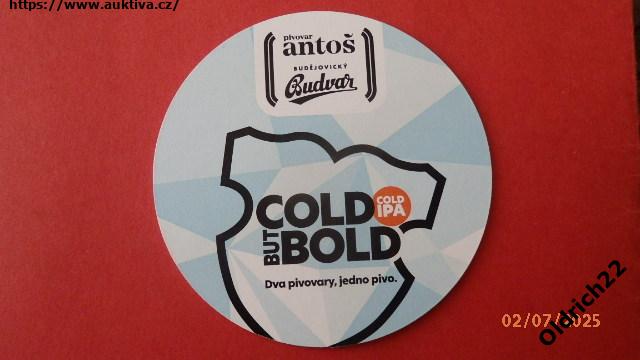 https://www.auktiva.cz/
pivovar
antoš
BUDĚJOVICKÝ
Budvar
COLD
COLD
IPA
BUT
BOLD
Dva pivovary, jedno pivo.
02/07/2025
Oldrich22